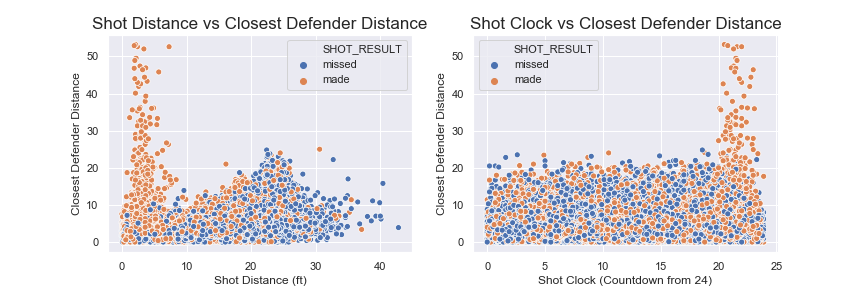 Shot Distance vs Closest Defender Distance
Closest Defender Distance
50
40
30
20
10
0
SHOT_RESULT
missed
made
0
10
20
30
40
Shot Distance (ft)
Shot Clock vs Closest Defender Distance
Closest Defender Distance
50
40
30
20
10
0
SHOT_RESULT
missed
made
0
5
10
15
20
25
Shot Clock (Countdown from 24)